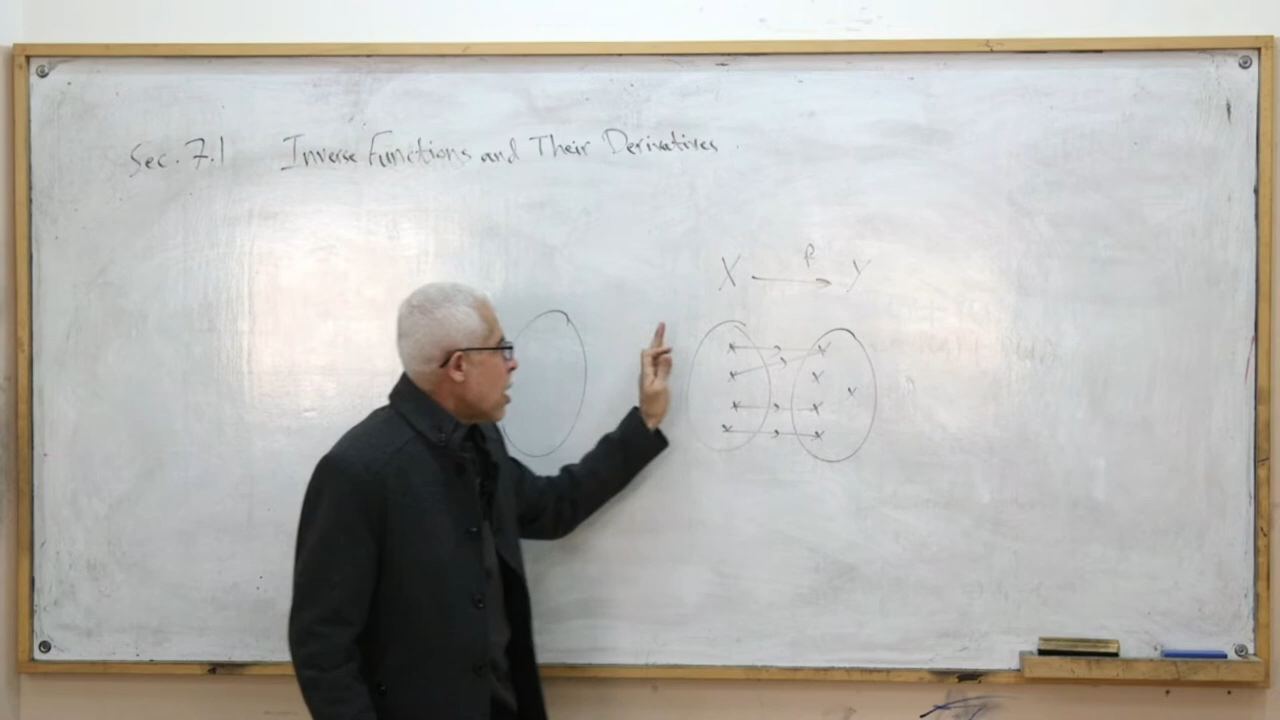 Sec. 7.1 Inverse Functions and Their Derivatives
X f Y